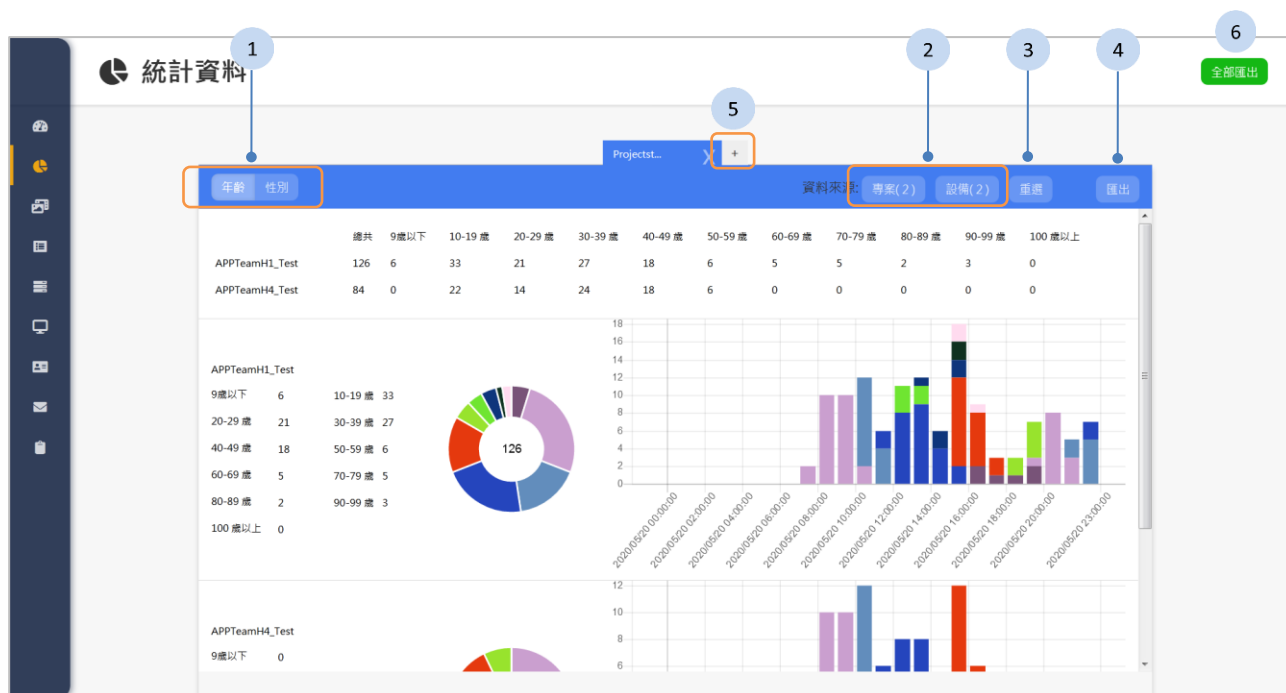 1
2
3
4
6
統計資料
全部匯出
5
Projectst... X +
年齡 性別 資料來源: 專案(2) 設備(2) 重選 匯出
總共 9歲以下 10-19 歲 20-29 歲 30-39 歲 40-49 歲 50-59 歲 60-69 歲 70-79 歲 80-89 歲 90-99 歲 100 歲以上
APPTeamH1_Test 126 6 33 21 27 18 6 5 5 2 3 0
APPTeamH4_Test 84 0 22 14 24 18 6 0 0 0 0 0
APPTeamH1_Test
9歲以下 6 10-19 歲 33
20-29 歲 21 30-39 歲 27
40-49 歲 18 50-59 歲 6
60-69 歲 5 70-79 歲 5
80-89 歲 2 90-99 歲 3
100 歲以上 0
126
18
16
14
12
10
8
6
4
2
0
2020/05/20 00:00:00
2020/05/20 02:00:00
2020/05/20 04:00:00
2020/05/20 06:00:00
2020/05/20 08:00:00
2020/05/20 10:00:00
2020/05/20 12:00:00
2020/05/20 14:00:00
2020/05/20 16:00:00
2020/05/20 18:00:00
2020/05/20 20:00:00
2020/05/20 23:00:00
APPTeamH4_Test
9歲以下 0
12
10
8
6